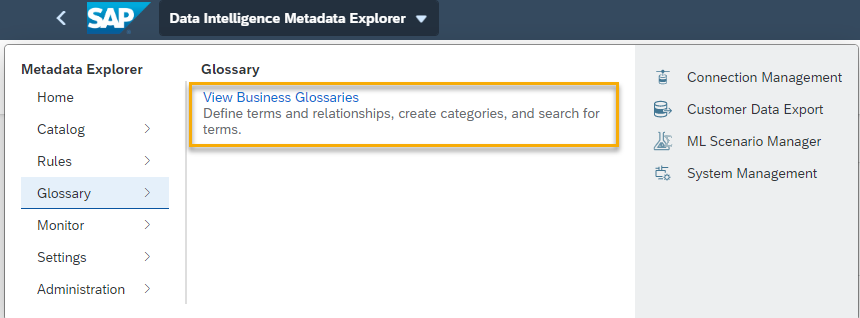 SAP
Data Intelligence Metadata Explorer
Metadata Explorer
Home
Catalog
Rules
Glossary
Monitor
Settings
Administration
Glossary
View Business Glossaries
Define terms and relationships, create categories, and search for
terms.
Connection Management
Customer Data Export
ML Scenario Manager
System Management